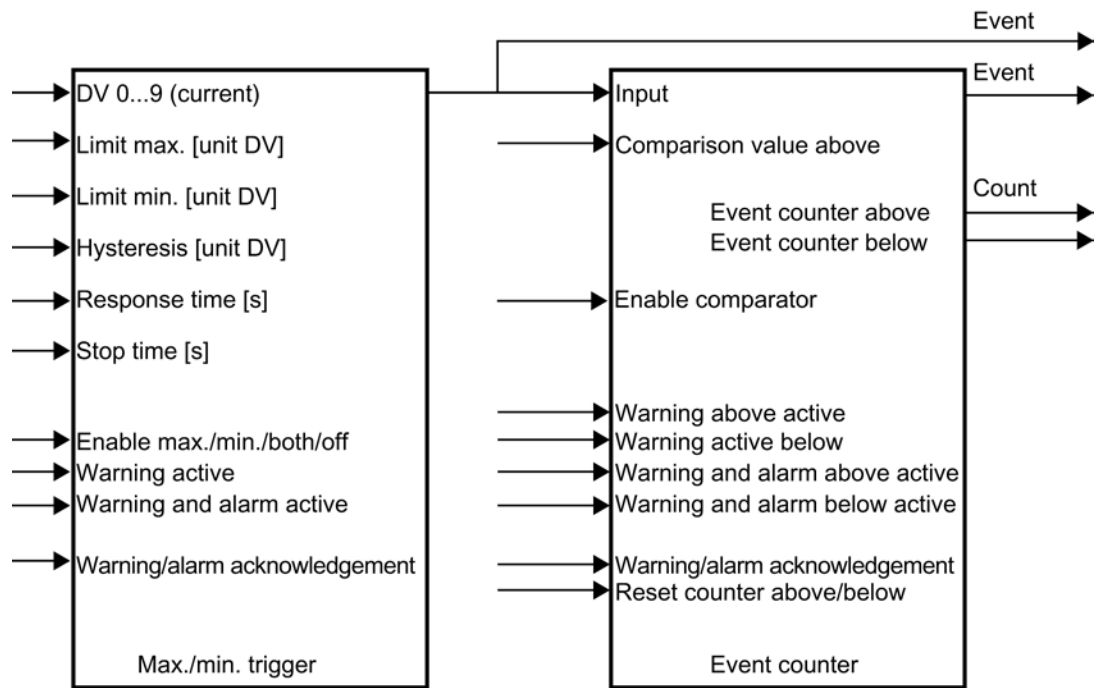 Event
DV 0...9 (current)
Limit max. [unit DV]
Limit min. [unit DV]
Hysteresis [unit DV]
Response time [s]
Stop time [s]
Enable max./min./both/off
Warning active
Warning and alarm active
Warning/alarm acknowledgement
Max./min. trigger
Input
Comparison value above
Event counter above
Event counter below
Enable comparator
Warning above active
Warning active below
Warning and alarm above active
Warning and alarm below active
Warning/alarm acknowledgement
Reset counter above/below
Event counter
Event
Count